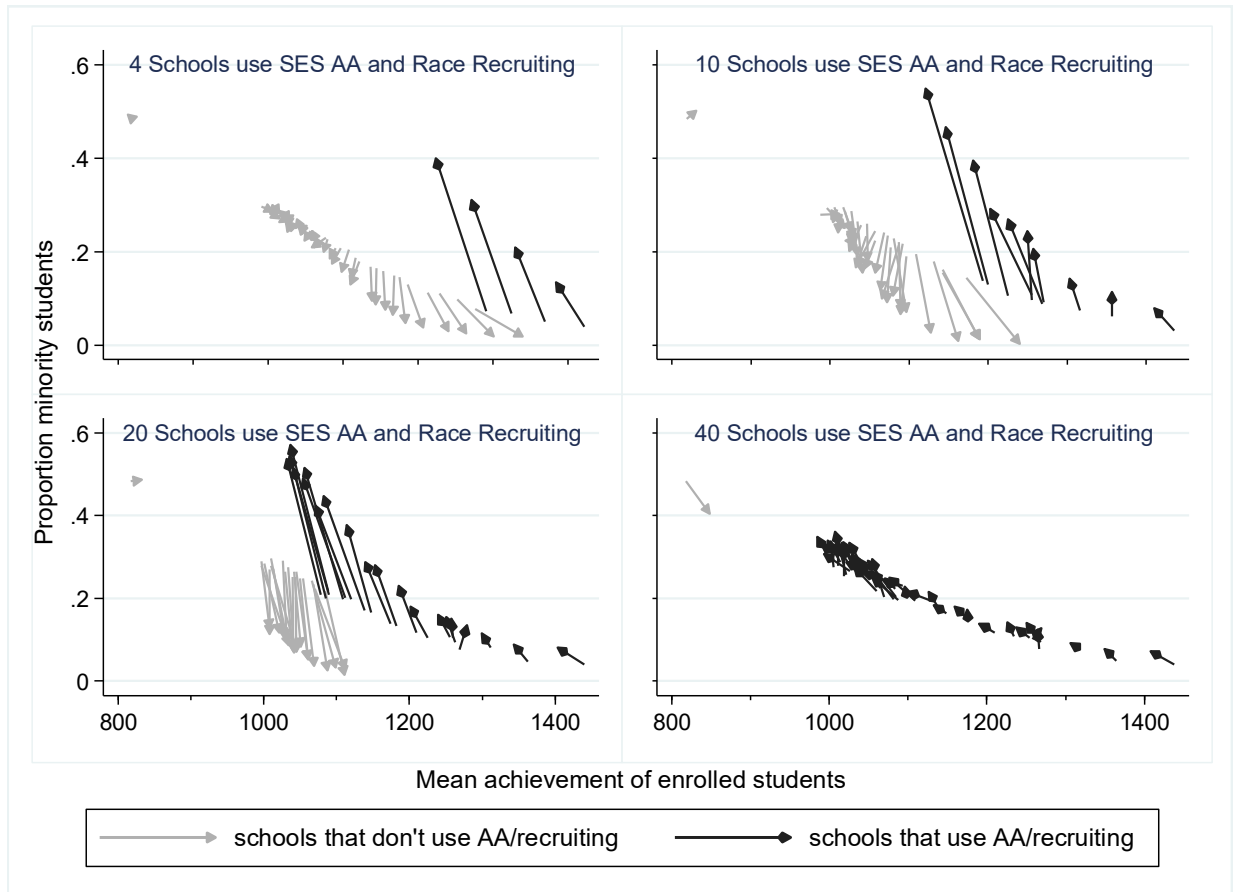 Proportion minority students
4 Schools use SES AA and Race Recruiting
.6
.4
.2
0
10 Schools use SES AA and Race Recruiting
20 Schools use SES AA and Race Recruiting
.6
.4
.2
0
800 1000 1200 1400
40 Schools use SES AA and Race Recruiting
800 1000 1200 1400
Mean achievement of enrolled students
schools that don't use AA/recruiting
schools that use AA/recruiting